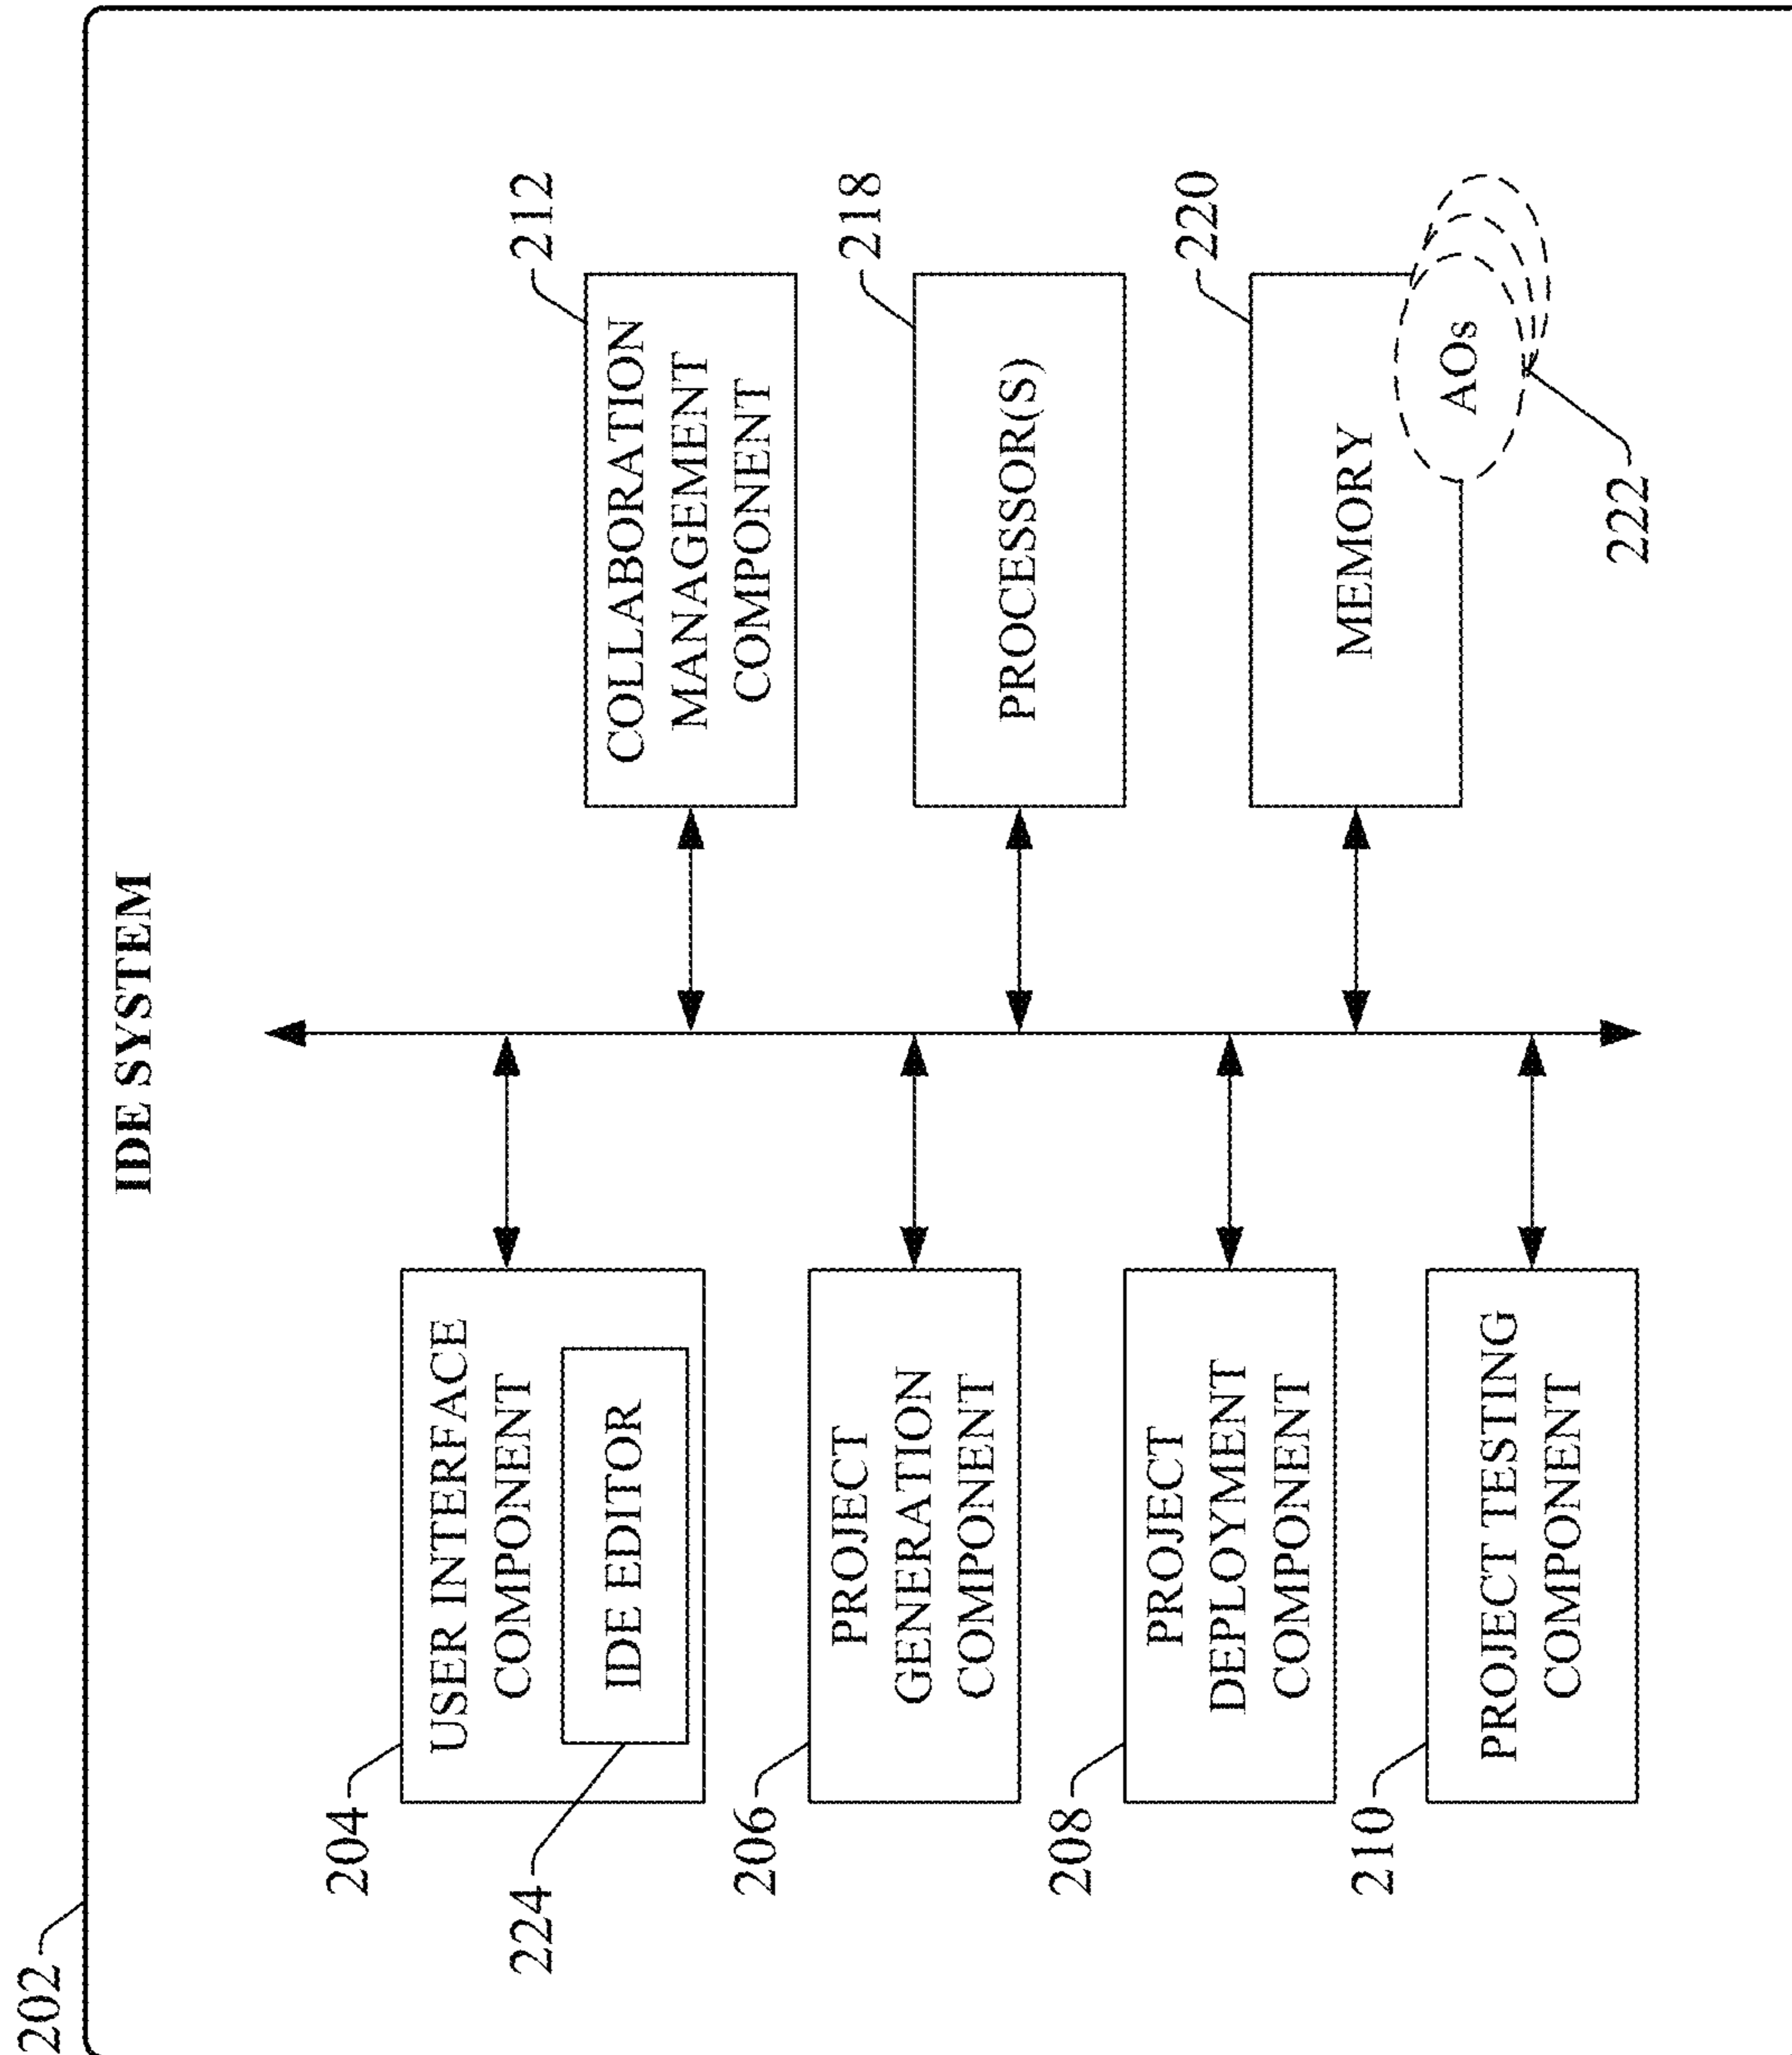 202
IDE SYSTEM
204
USER INTERFACE
COMPONENT
224
IDE EDITOR
206
PROJECT
GENERATION
COMPONENT
208
PROJECT
DEPLOYMENT
COMPONENT
210
PROJECT TESTING
COMPONENT
212
COLLABORATION
MANAGEMENT
COMPONENT
218
PROCESSOR(S)
220
MEMORY
AOs
222